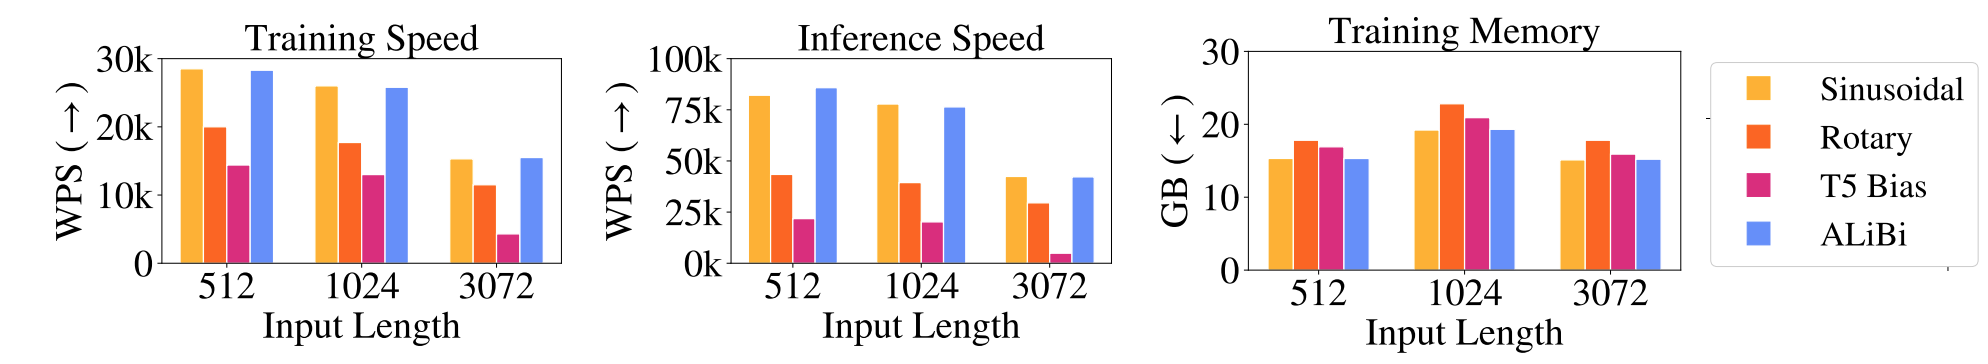 Training Speed
30k
20k
10k
0
WPS (→)
512 1024 3072
Input Length
Inference Speed
100k
75k
50k
25k
0k
WPS (→)
512 1024 3072
Input Length
Training Memory
30
20
10
0
GB (←)
512 1024 3072
Input Length
Sinusoidal
Rotary
T5 Bias
ALiBi